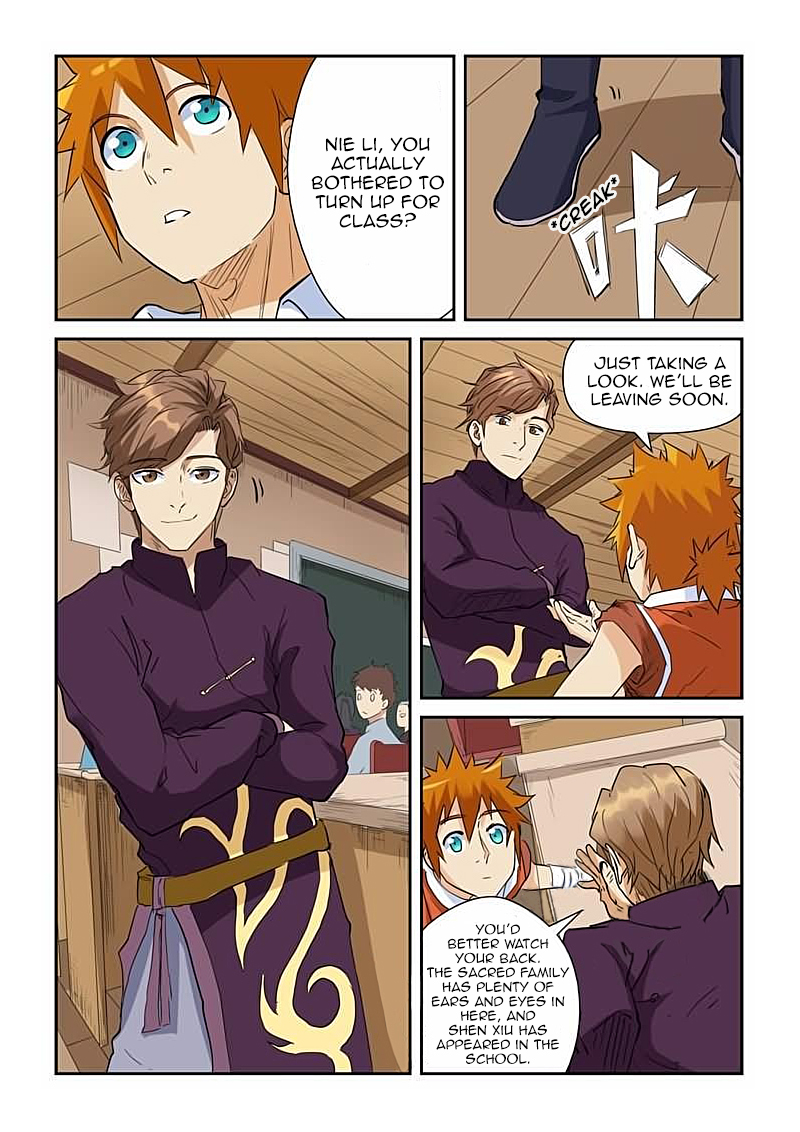 NIE LI, YOU
ACTUALLY
BOTHERED TO
TURN UP FOR
CLASS?
*CREAK*
咔
JUST TAKING A
LOOK. WE'LL BE
LEAVING SOON.
YOU'D
BETTER WATCH
YOUR BACK.
THE SACRED FAMILY
HAS PLENTY OF
EARS AND EYES IN
HERE, AND
SHEN XIU HAS
APPEARED IN THE
SCHOOL.